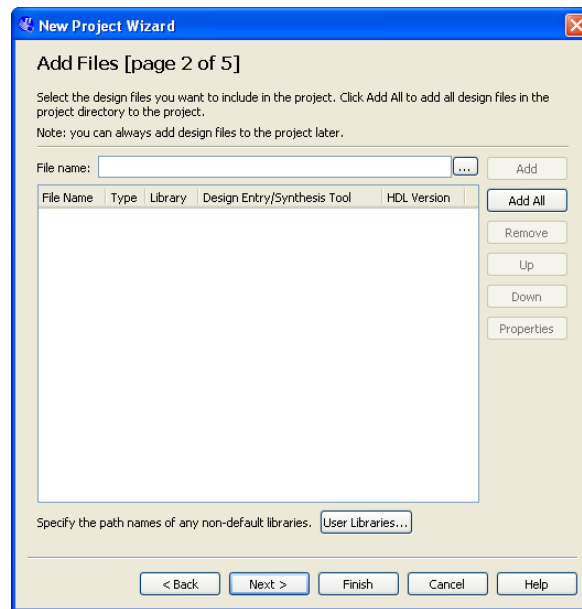 New Project Wizard
Add Files [page 2 of 5]
Select the design files you want to include in the project. Click Add All to add all design files in the
project directory to the project.
Note: you can always add design files to the project later.
File name: ... Add
File Name Type Library Design Entry/Synthesis Tool HDL Version Add All
Remove
Up
Down
Properties
Specify the path names of any non-default libraries. User Libraries...
< Back Next > Finish Cancel Help